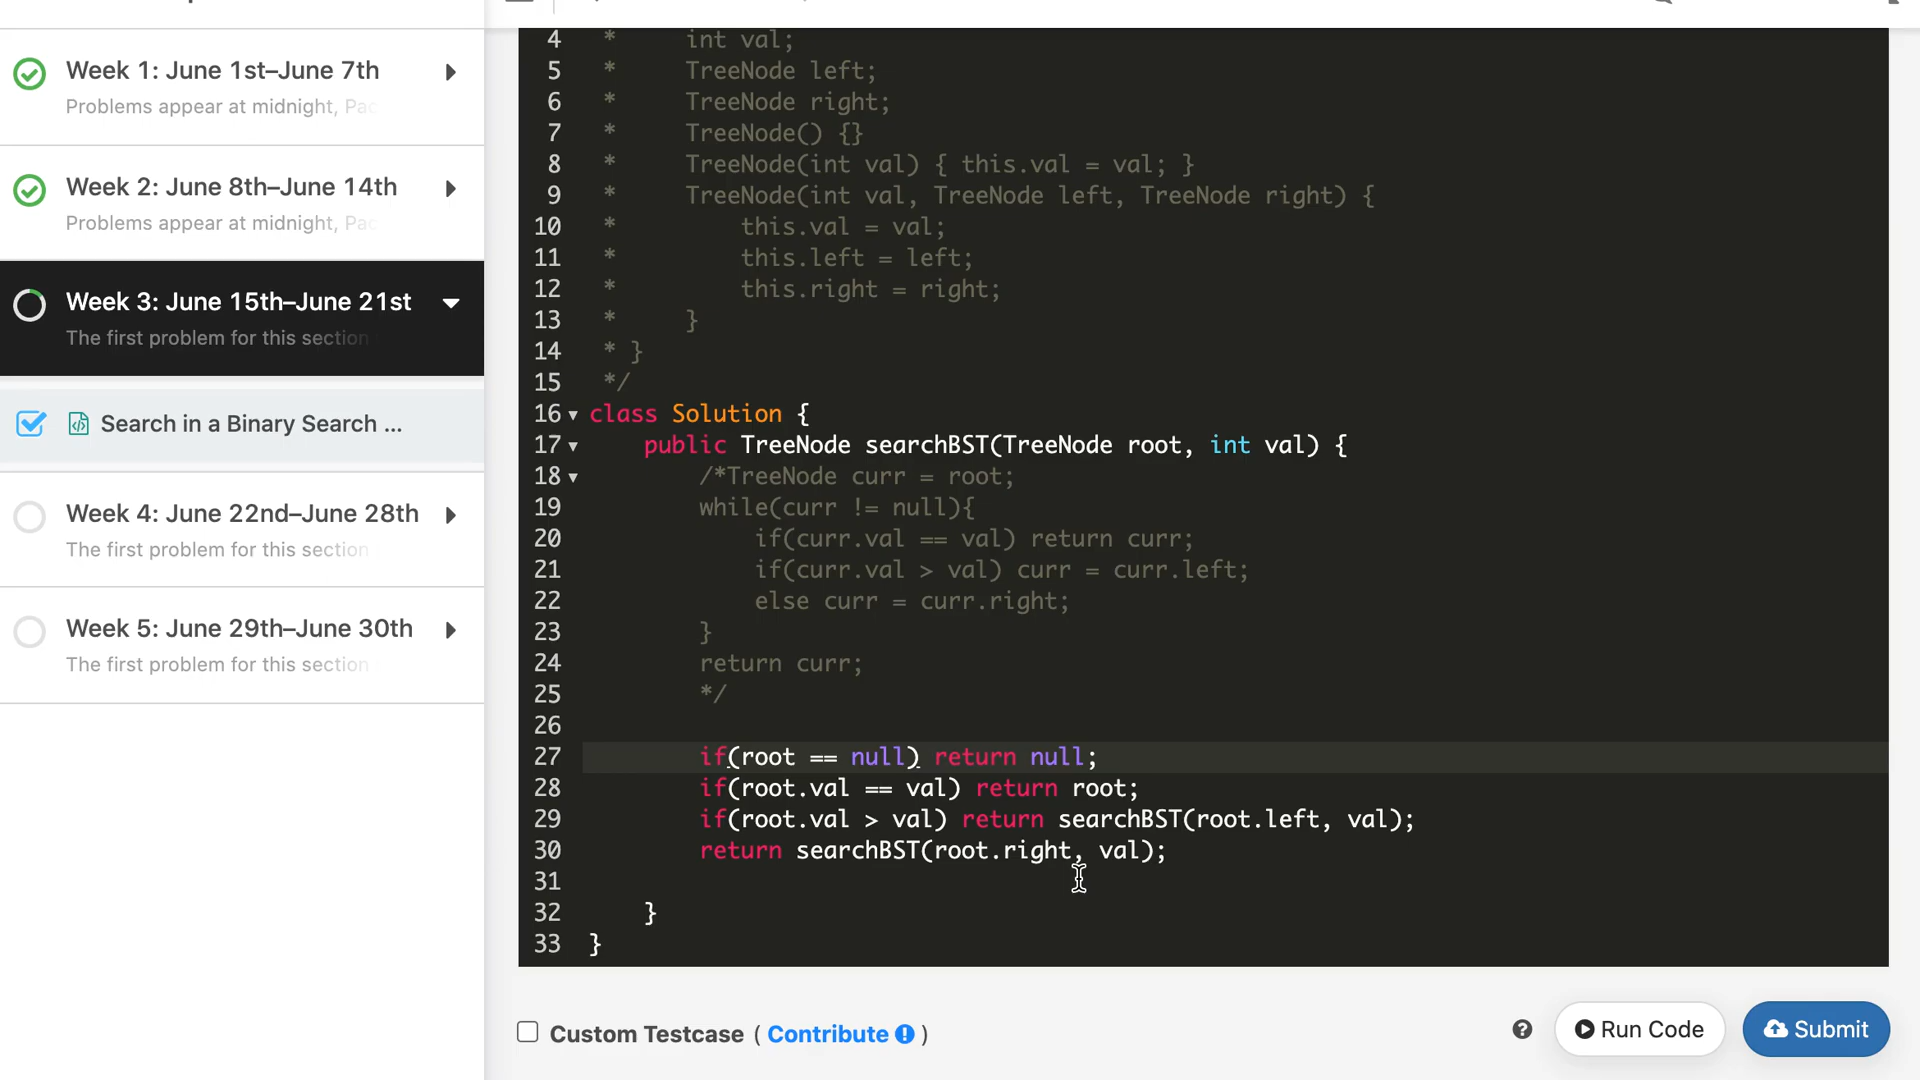 Week 1: June 1st–June 7th
Problems appear at midnight, Pac
Week 2: June 8th–June 14th
Problems appear at midnight, Pac
Week 3: June 15th–June 21st
The first problem for this section
Search in a Binary Search ...
Week 4: June 22nd–June 28th
The first problem for this section
Week 5: June 29th–June 30th
The first problem for this section
4 * int val;
5 * TreeNode left;
6 * TreeNode right;
7 * TreeNode() {}
8 * TreeNode(int val) { this.val = val; }
9 * TreeNode(int val, TreeNode left, TreeNode right) {
10 * this.val = val;
11 * this.left = left;
12 * this.right = right;
13 * }
14 * }
15 */
16 class Solution {
17 public TreeNode searchBST(TreeNode root, int val) {
18 /*TreeNode curr = root;
19 while(curr != null){
20 if(curr.val == val) return curr;
21 if(curr.val > val) curr = curr.left;
22 else curr = curr.right;
23 }
24 return curr;
25 */
26
27 if(root == null) return null;
28 if(root.val == val) return root;
29 if(root.val > val) return searchBST(root.left, val);
30 return searchBST(root.right, val);
31
32 }
33 }
Custom Testcase ( Contribute )
Run Code
Submit